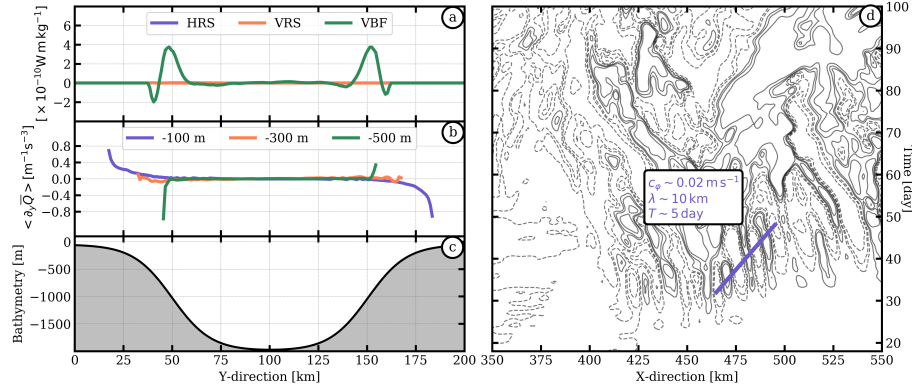 HRS VRS VBF
a
[×10⁻¹⁰ W m kg⁻¹]
6
4
2
0
−2
-100 m -300 m -500 m
b
< ∂yQ̅ > [m⁻¹s⁻³]
0.8
0.4
0.0
−0.4
−0.8
c
Bathymetry [m]
0
−500
−1000
−1500
0 25 50 75 100 125 150 175 200
Y-direction [km]
d
cφ ~ 0.02 m s⁻¹
λ ~ 10 km
T ~ 5 day
100
90
80
70
60
50
40
30
20
Time [day]
350 375 400 425 450 475 500 525 550
X-direction [km]